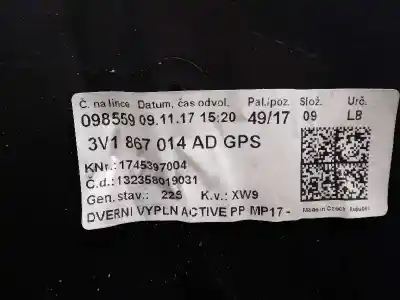 Č. na lince Datum, čas odvol. Pal./poz. Slož. Urč.
098559 09.11.17 15:20 49/17 09 L8
3V1 867 014 AD GPS
KNr.: 1745397004
Č.d.: 132358019031
Gen. stav.: 22S K.v.: XW9
DVERNI VYPLN ACTIVE PP MP17 -
Made in Czech Republic